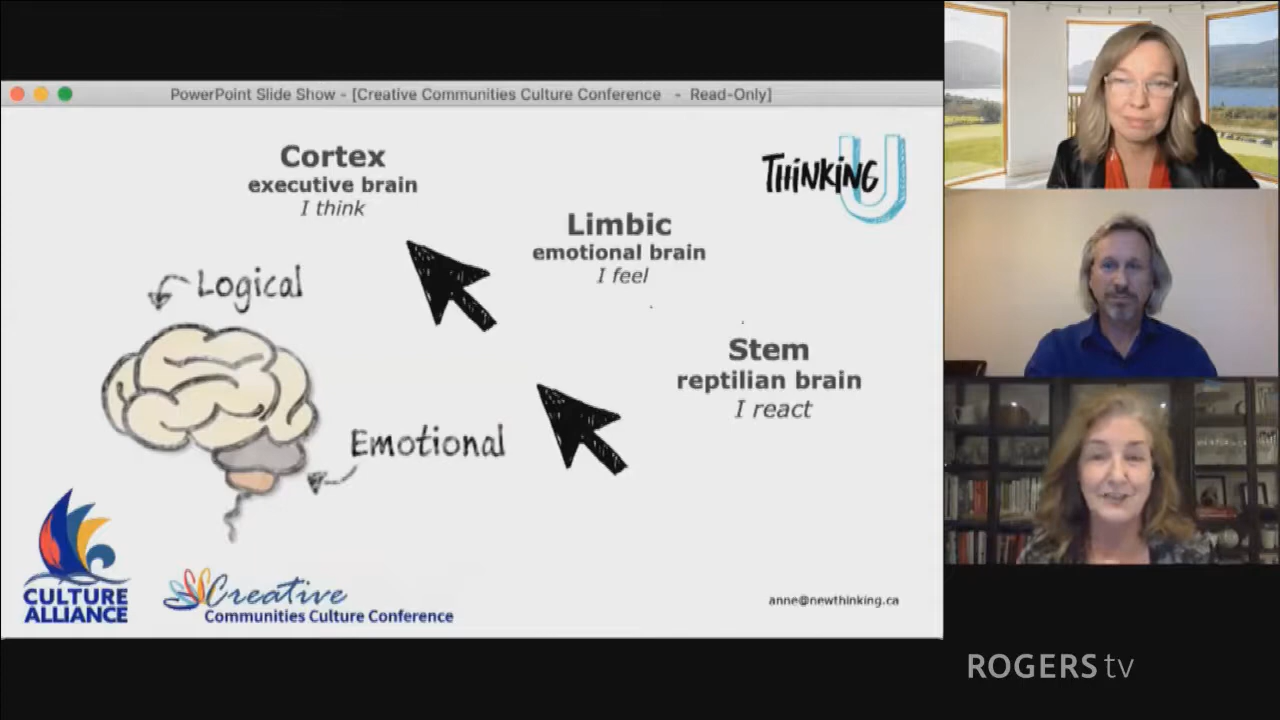 PowerPoint Slide Show - [Creative Communities Culture Conference - Read-Only]
Cortex
executive brain
I think
THiNKiNG
U
Limbic
emotional brain
I feel
Logical
Stem
reptilian brain
I react
Emotional
CULTURE
ALLIANCE
Creative
Communities Culture Conference
anne@newthinking.ca
ROGERS tv